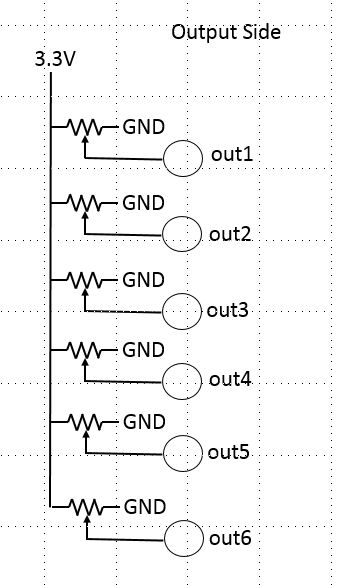 Output Side
3.3V
GND
out1
GND
out2
GND
out3
GND
out4
GND
out5
GND
out6